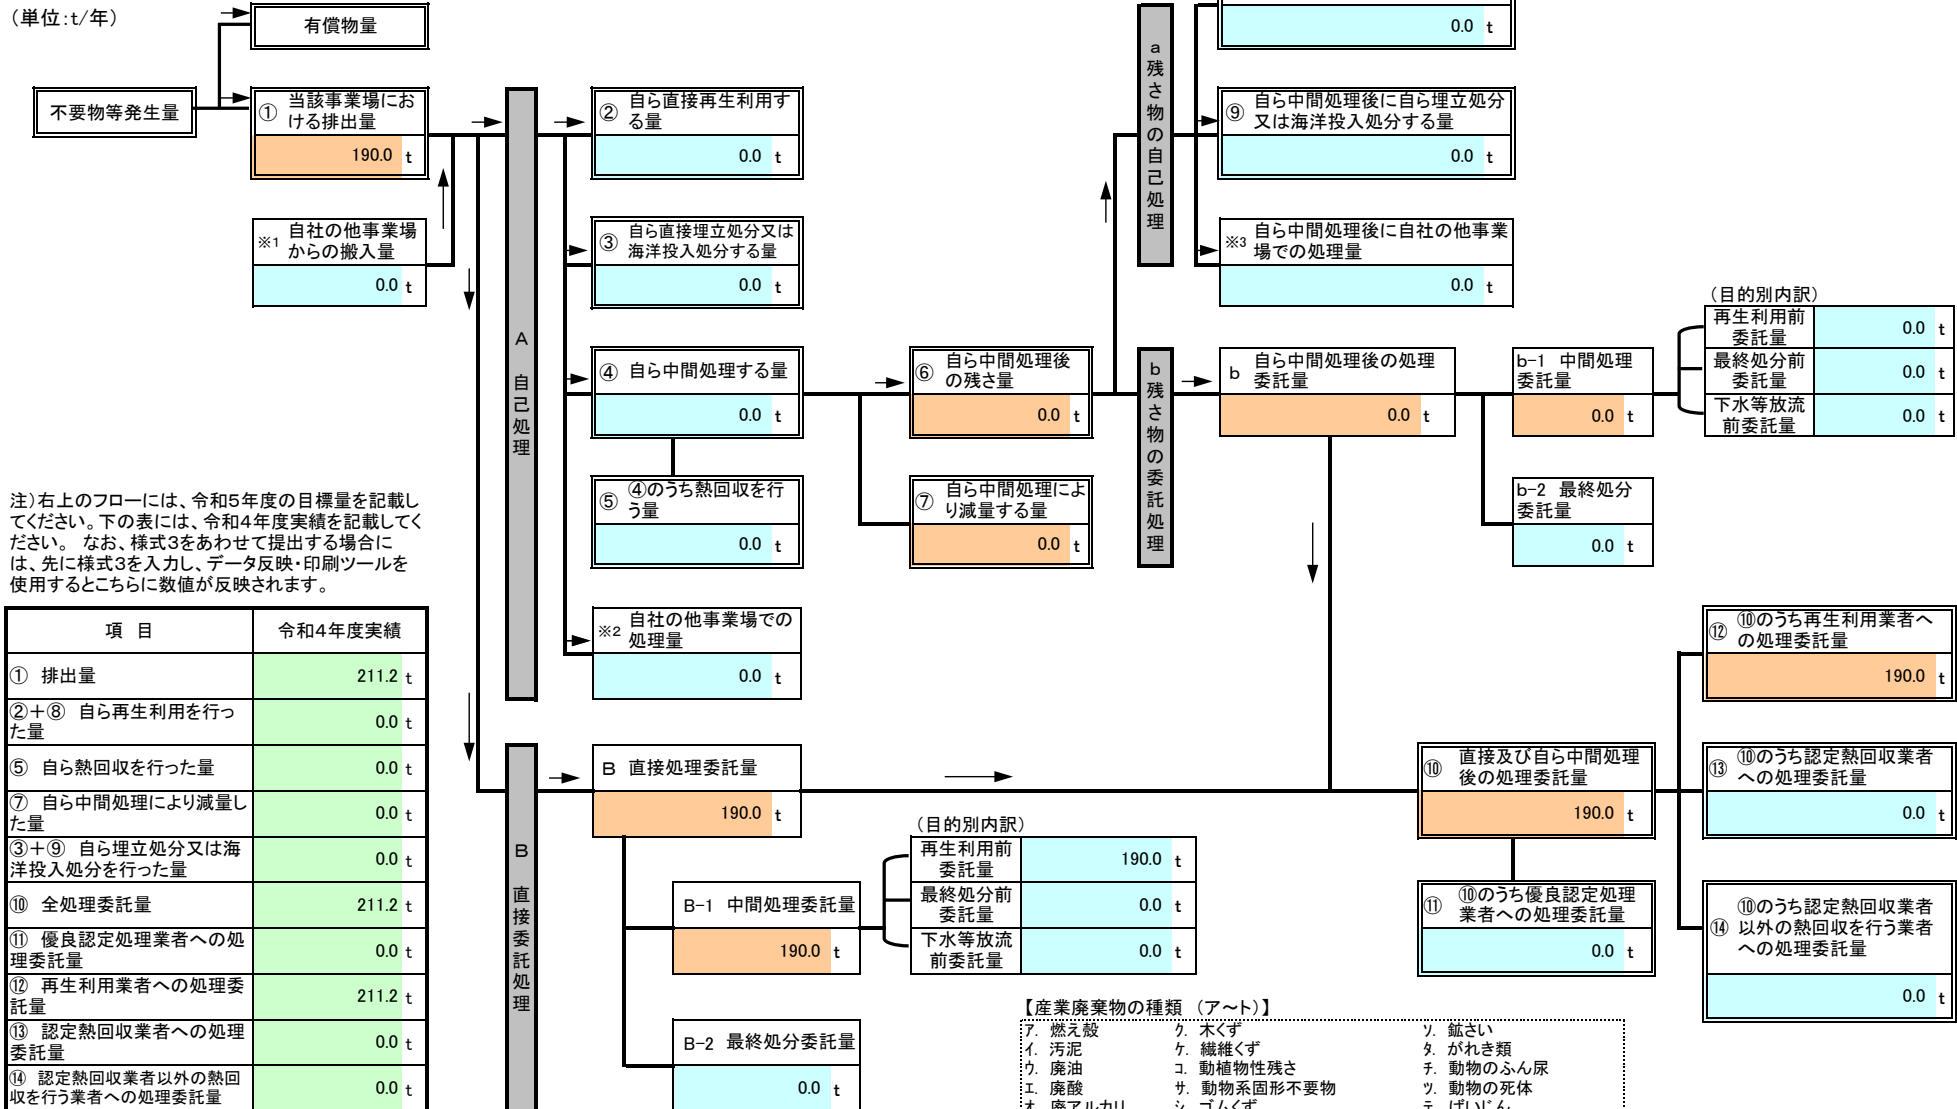 （単位:t/年）
有償物量
不要物等発生量
① 当該事業場にお
ける排出量
190.0 t
※1 自社の他事業場
からの搬入量
0.0 t
A 自己処理
② 自ら直接再生利用す
る量
0.0 t
③ 自ら直接埋立処分又は
海洋投入処分する量
0.0 t
④ 自ら中間処理する量
0.0 t
⑤ ④のうち熱回収を行
う量
0.0 t
※2 自社の他事業場での
処理量
0.0 t
⑥ 自ら中間処理後
の残さ量
0.0 t
⑦ 自ら中間処理によ
り減量する量
0.0 t
a 残さ物の自己処理
0.0 t
⑨ 自ら中間処理後に自ら埋立処分
又は海洋投入処分する量
0.0 t
※3 自ら中間処理後に自社の他事業
場での処理量
0.0 t
b 残さ物の委託処理
b 自ら中間処理後の処理
委託量
0.0 t
b-1 中間処理
委託量
0.0 t
（目的別内訳）
再生利用前
委託量
0.0 t
最終処分前
委託量
0.0 t
下水等放流
前委託量
0.0 t
b-2 最終処分
委託量
0.0 t
注）右上のフローには、令和５年度の目標量を記載し
てください。下の表には、令和４年度実績を記載してく
ださい。 なお、様式３をあわせて提出する場合に
は、先に様式３を入力し、データ反映・印刷ツールを
使用するとこちらに数値が反映されます。
項 目 令和４年度実績
① 排出量 211.2 t
②＋⑧ 自ら再生利用を行っ
た量 0.0 t
⑤ 自ら熱回収を行った量 0.0 t
⑦ 自ら中間処理により減量し
た量 0.0 t
③＋⑨ 自ら埋立処分又は海
洋投入処分を行った量 0.0 t
⑩ 全処理委託量 211.2 t
⑪ 優良認定処理業者への処
理委託量 0.0 t
⑫ 再生利用業者への処理委
託量 211.2 t
⑬ 認定熱回収業者への処理
委託量 0.0 t
⑭ 認定熱回収業者以外の熱回
収を行う業者への処理委託量 0.0 t
B 直接委託処理
B 直接処理委託量
190.0 t
B-1 中間処理委託量
190.0 t
（目的別内訳）
再生利用前
委託量
190.0 t
最終処分前
委託量
0.0 t
下水等放流
前委託量
0.0 t
B-2 最終処分委託量
0.0 t
⑩ 直接及び自ら中間処理
後の処理委託量
190.0 t
⑪ ⑩のうち優良認定処理
業者への処理委託量
0.0 t
⑫ ⑩のうち再生利用業者へ
の処理委託量
190.0 t
⑬ ⑩のうち認定熱回収業者
への処理委託量
0.0 t
⑭ ⑩のうち認定熱回収業者
以外の熱回収を行う業者
への処理委託量
0.0 t
【産業廃棄物の種類 （ア～ト）】
ア. 燃え殻 ク. 木くず ソ. 鉱さい
イ. 汚泥 ケ. 繊維くず タ. がれき類
ウ. 廃油 コ. 動植物性残さ チ. 動物のふん尿
エ. 廃酸 サ. 動物系固形不要物 ツ. 動物の死体
オ. 廃アルカリ シ. ゴムくず テ. ばいじん